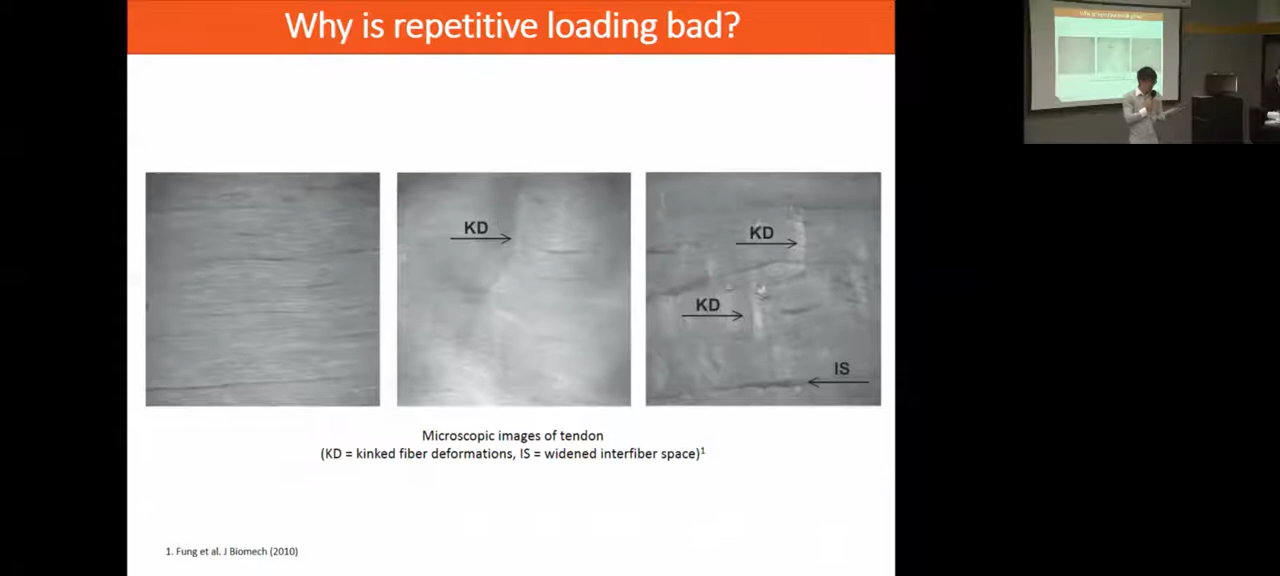 Why is repetitive loading bad?
KD
KD
KD
IS
Microscopic images of tendon
(KD = kinked fiber deformations, IS = widened interfiber space)¹
1. Fung et al. J Biomech (2010)